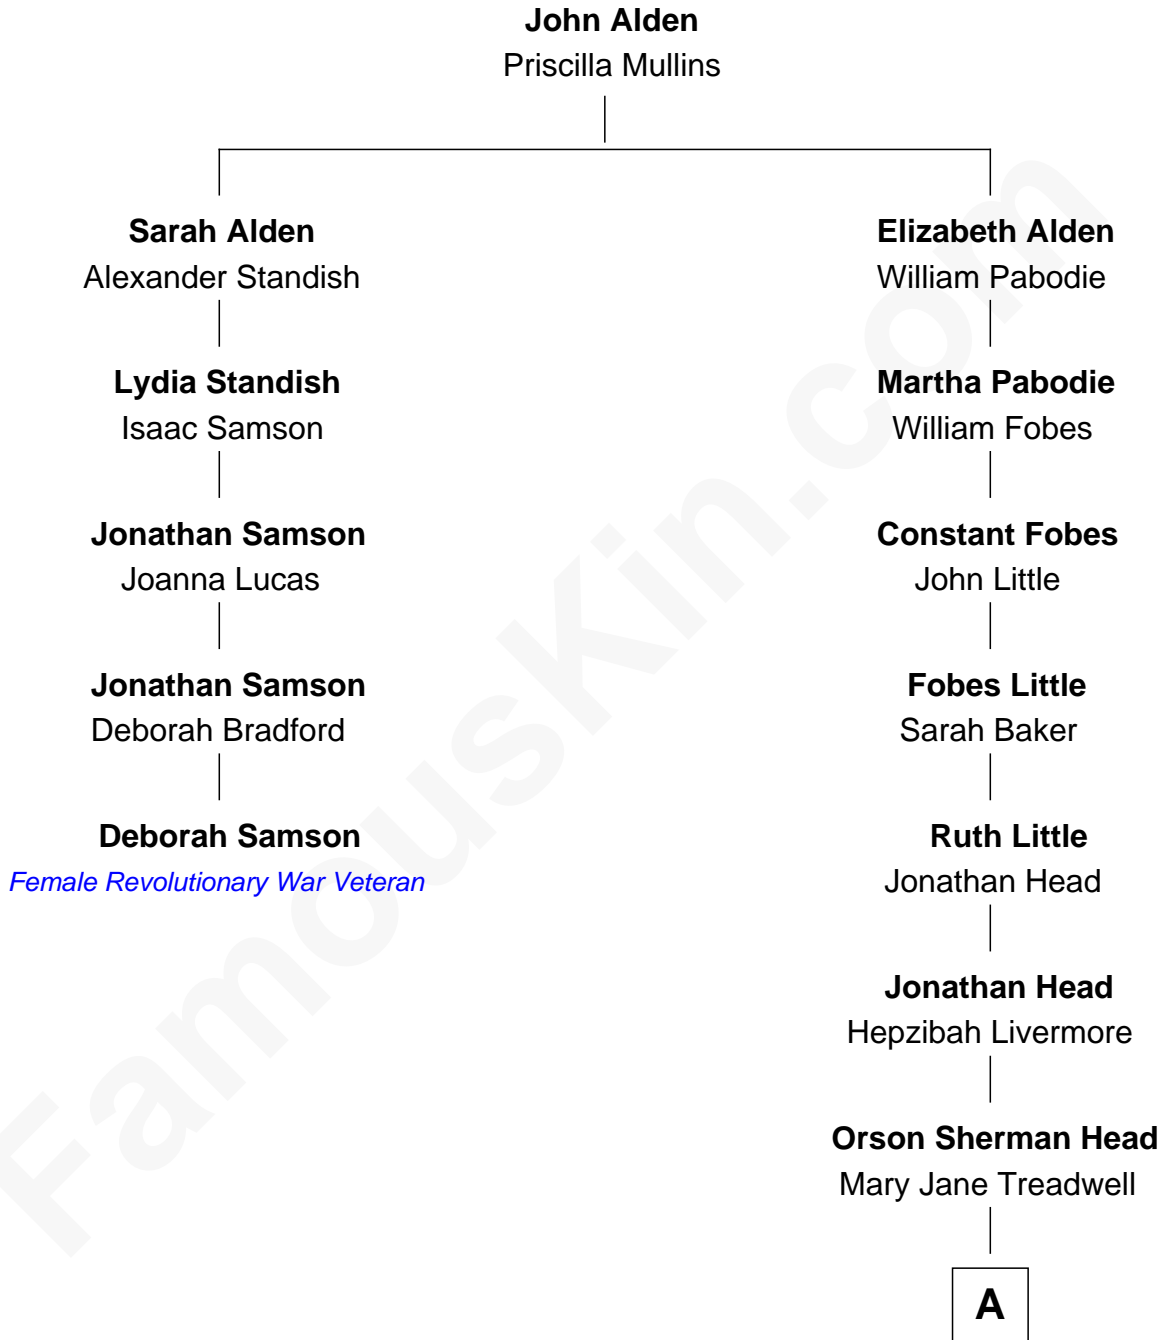 John Alden
Priscilla Mullins
Sarah Alden
Alexander Standish
Elizabeth Alden
William Pabodie
Lydia Standish
Isaac Samson
Martha Pabodie
William Fobes
Jonathan Samson
Joanna Lucas
Constant Fobes
John Little
Jonathan Samson
Deborah Bradford
Fobes Little
Sarah Baker
Deborah Samson
Female Revolutionary War Veteran
Ruth Little
Jonathan Head
Jonathan Head
Hepzibah Livermore
Orson Sherman Head
Mary Jane Treadwell
A
FamousKin.com